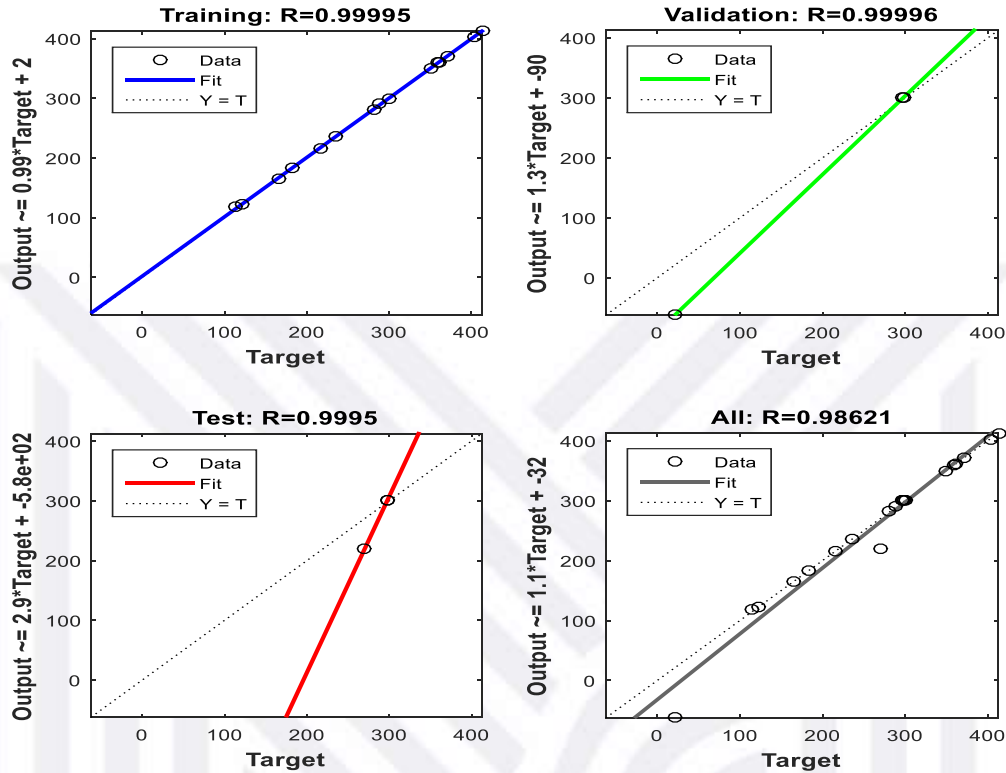 Training: R=0.99995
Output ~= 0.99*Target + 2
400
300
200
100
0
Data
Fit
Y = T
0 100 200 300 400
Target
Validation: R=0.99996
Output ~= 1.3*Target + -90
400
300
200
100
0
Data
Fit
Y = T
0 100 200 300 400
Target
Test: R=0.9995
Output ~= 2.9*Target + -5.8e+02
400
300
200
100
0
Data
Fit
Y = T
0 100 200 300 400
Target
All: R=0.98621
Output ~= 1.1*Target + -32
400
300
200
100
0
Data
Fit
Y = T
0 100 200 300 400
Target